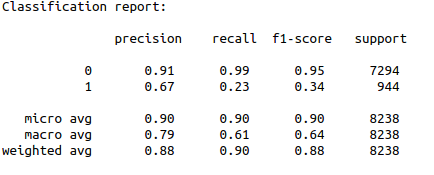 Classification report:
precision recall f1-score support
0 0.91 0.99 0.95 7294
1 0.67 0.23 0.34 944
micro avg 0.90 0.90 0.90 8238
macro avg 0.79 0.61 0.64 8238
weighted avg 0.88 0.90 0.88 8238